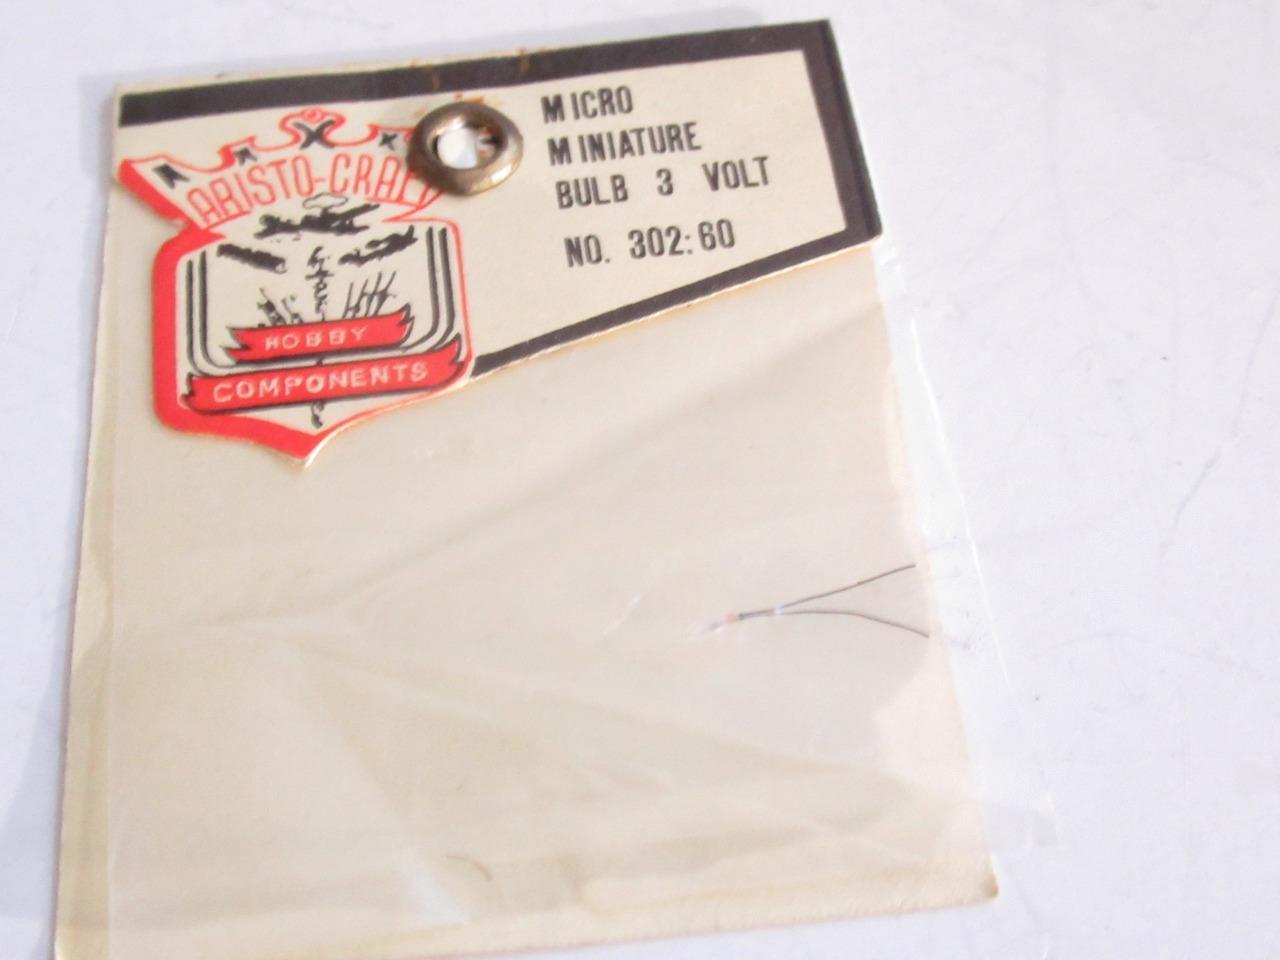 ARISTO-CRAFT
HOBBY
COMPONENTS
MICRO
MINIATURE
BULB 3 VOLT
NO. 302:60